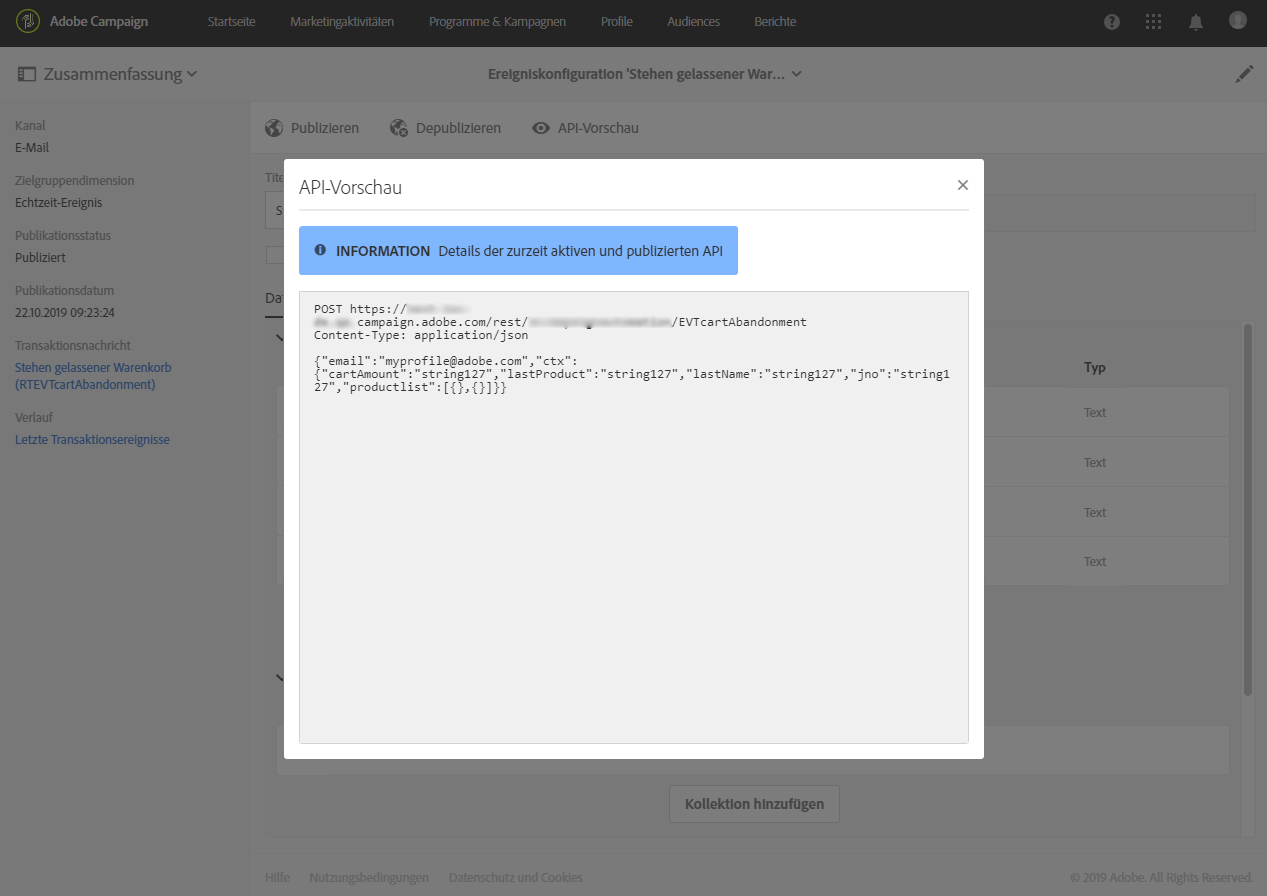 Adobe Campaign
Startseite
Marketingaktivitäten
Programme & Kampagnen
Profile
Audiences
Berichte
Zusammenfassung
Ereigniskonfiguration 'Stehen gelassener War...
Kanal
E-Mail
Zielgruppendimension
Echtzeit-Ereignis
Publikationsstatus
Publiziert
Publikationsdatum
22.10.2019 09:23:24
Transaktionsnachricht
Stehen gelassener Warenkorb
(RTEVTcartAbandonment)
Verlauf
Letzte Transaktionsereignisse
Publizieren
Depublizieren
API-Vorschau
Tite
S
Da
API-Vorschau
INFORMATION Details der zurzeit aktiven und publizierten API
POST https://
campaign.adobe.com/rest/ /EVTcartAbandonment
Content-Type: application/json
{"email":"myprofile@adobe.com","ctx":
{"cartAmount":"string127","lastProduct":"string127","lastName":"string127","jno":"string1
27","productlist":[{},{}]}}
Typ
Text
Text
Text
Text
Kollektion hinzufügen
Hilfe
Nutzungsbedingungen
Datenschutz und Cookies
© 2019 Adobe. All Rights Reserved.